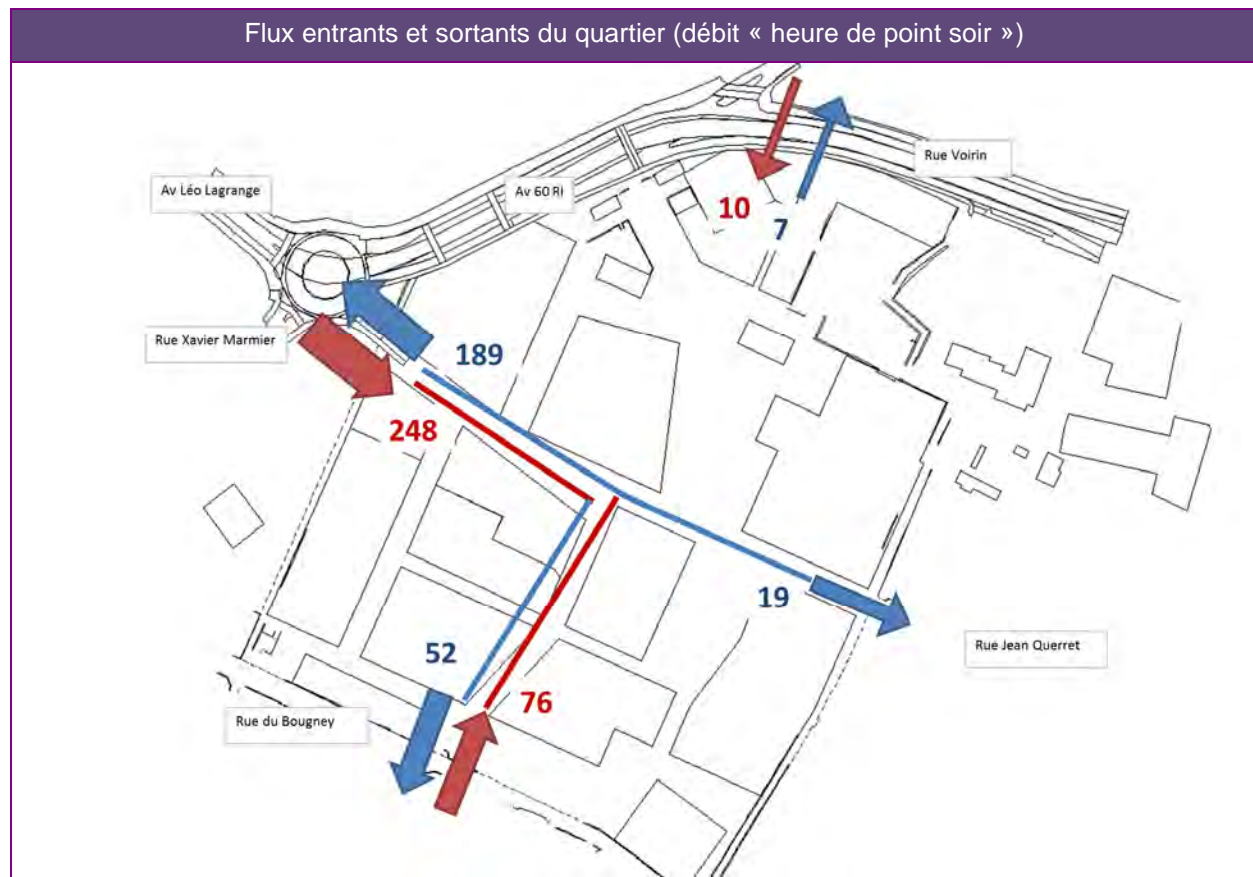 Flux entrants et sortants du quartier (débit « heure de point soir »)
Rue Voirin
Av Léo Lagrange
Av 60 RI
10
7
Rue Xavier Marmier
189
248
19
Rue Jean Querret
52
76
Rue du Bougney